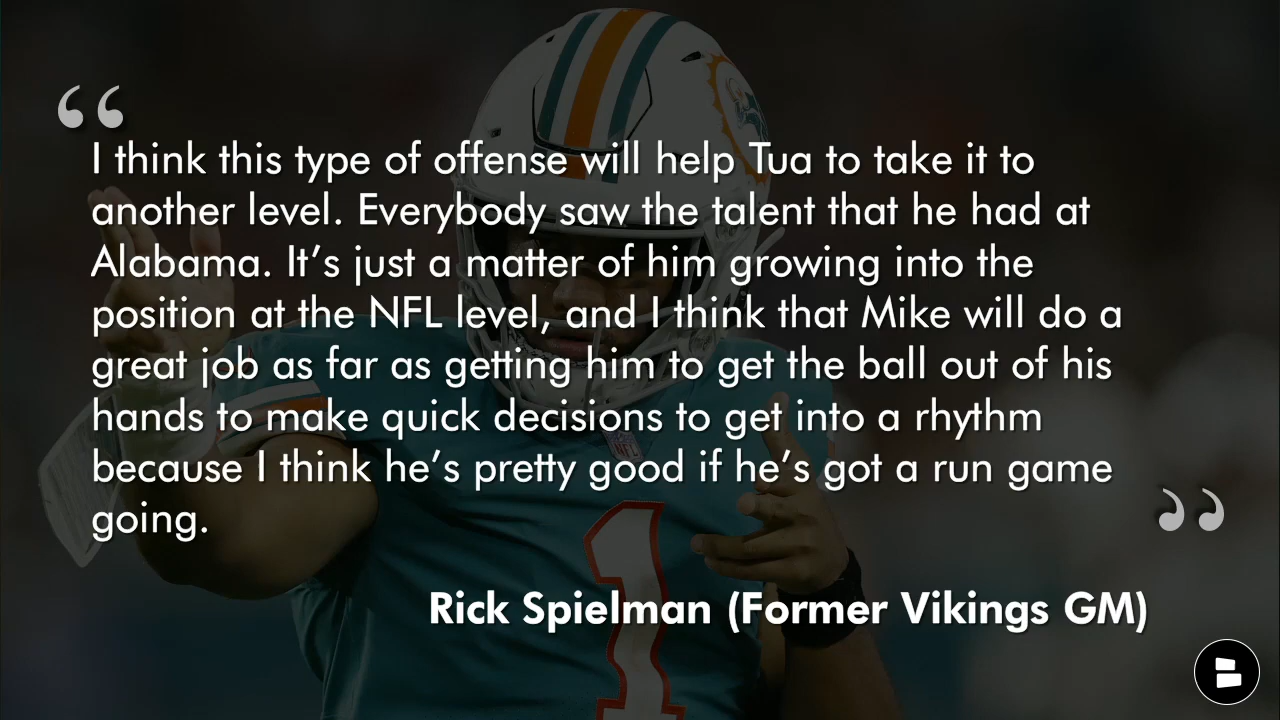 “
I think this type of offense will help Tua to take it to
another level. Everybody saw the talent that he had at
Alabama. It’s just a matter of him growing into the
position at the NFL level, and I think that Mike will do a
great job as far as getting him to get the ball out of his
hands to make quick decisions to get into a rhythm
because I think he’s pretty good if he’s got a run game
going.
”
Rick Spielman (Former Vikings GM)
1